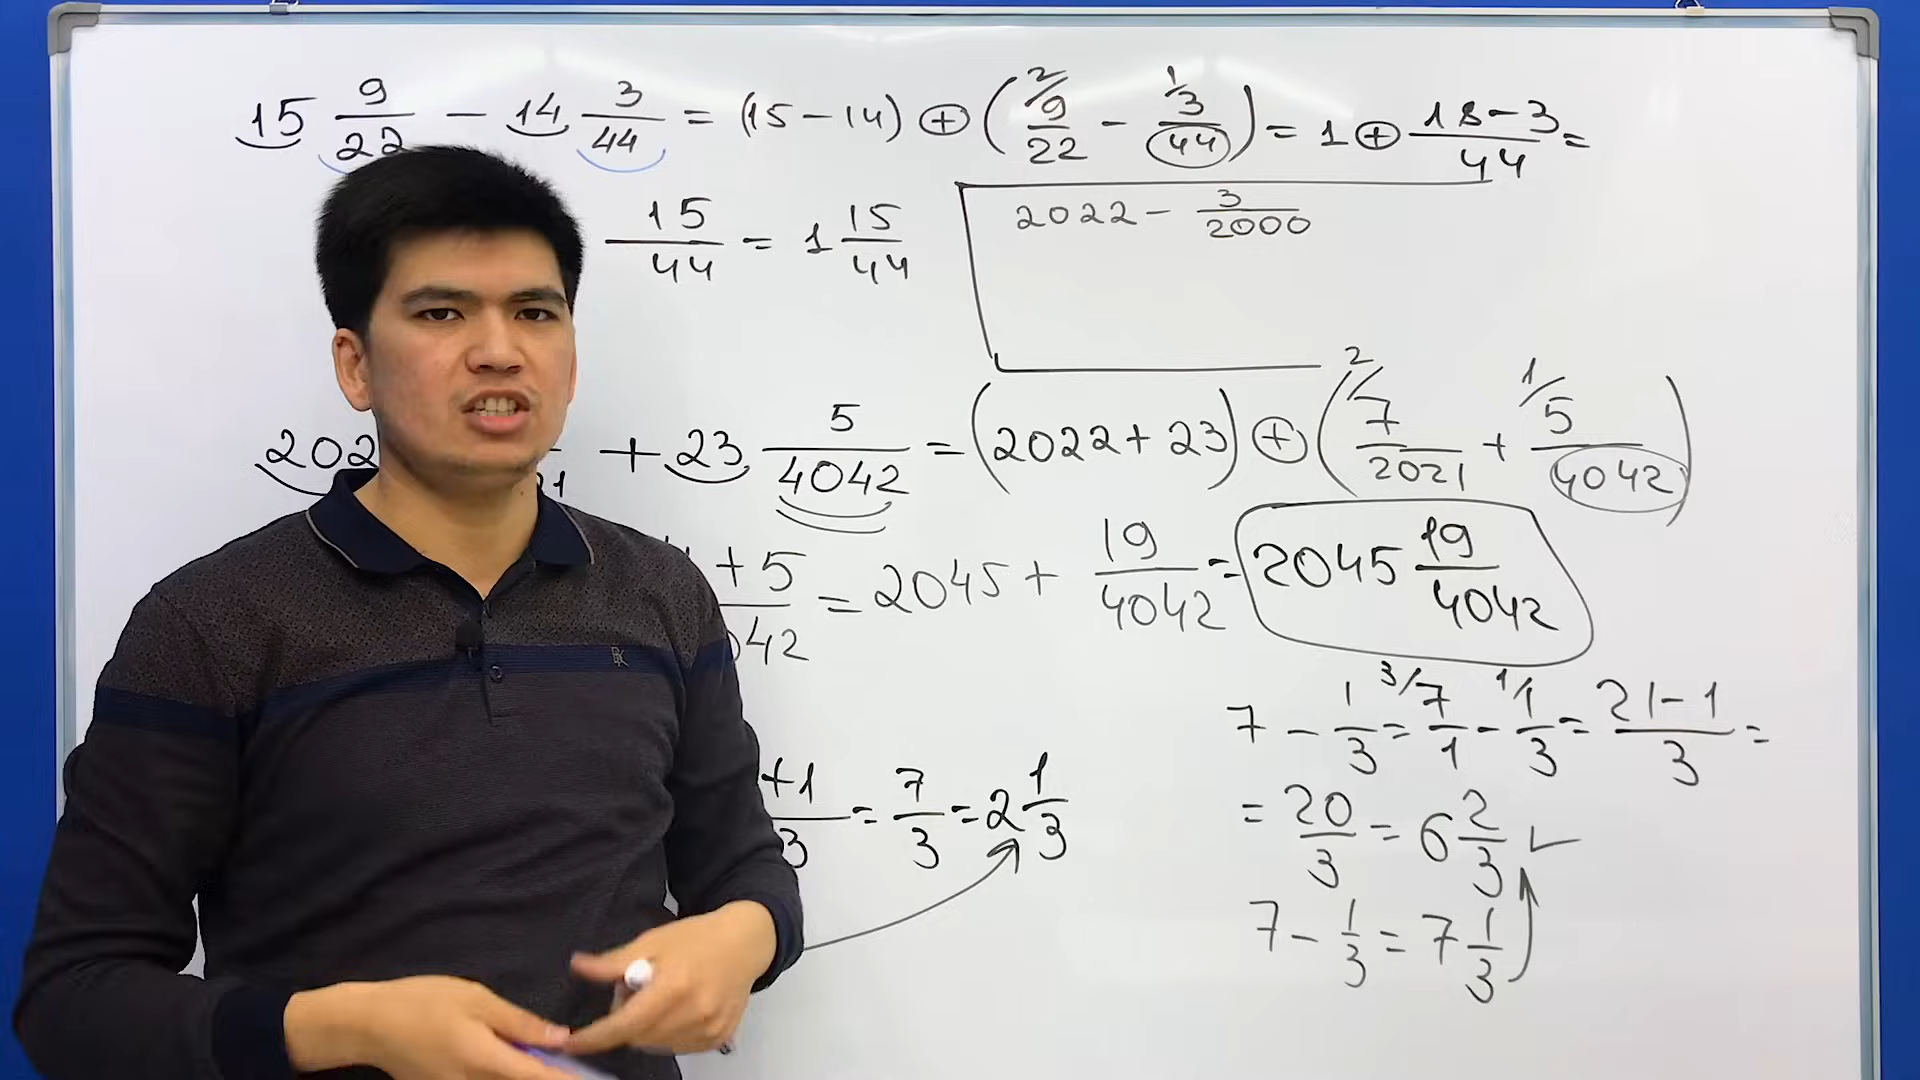 15 9/22 - 14 3/44 = (15 - 14) ⊕ (2/ 9/22 - 1/ 3/44) = 1 ⊕ 18-3/44 =
15/44 = 1 15/44
2022 - 3/2000
202 + 23 5/4042 = (2022 + 23) ⊕ (2/ 7/2021 + 1/ 5/4042)
+5/42 = 2045 + 19/4042 = 2045 19/4042
7 - 1/3 = 3/ 7/1 - 1/ 1/3 = 21-1/3 =
+1/3 = 7/3 = 2 1/3
= 20/3 = 6 2/3 ✓
7 - 1/3 = 7 1/3